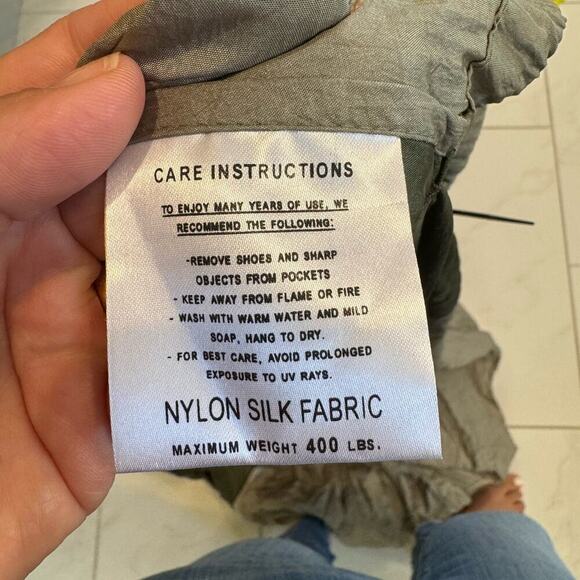 CARE INSTRUCTIONS
TO ENJOY MANY YEARS OF USE, WE
RECOMMEND THE FOLLOWING:
-REMOVE SHOES AND SHARP
OBJECTS FROM POCKETS
- KEEP AWAY FROM FLAME OR FIRE
- WASH WITH WARM WATER AND MILD
SOAP, HANG TO DRY.
- FOR BEST CARE, AVOID PROLONGED
EXPOSURE TO UV RAYS.
NYLON SILK FABRIC
MAXIMUM WEIGHT 400 LBS.